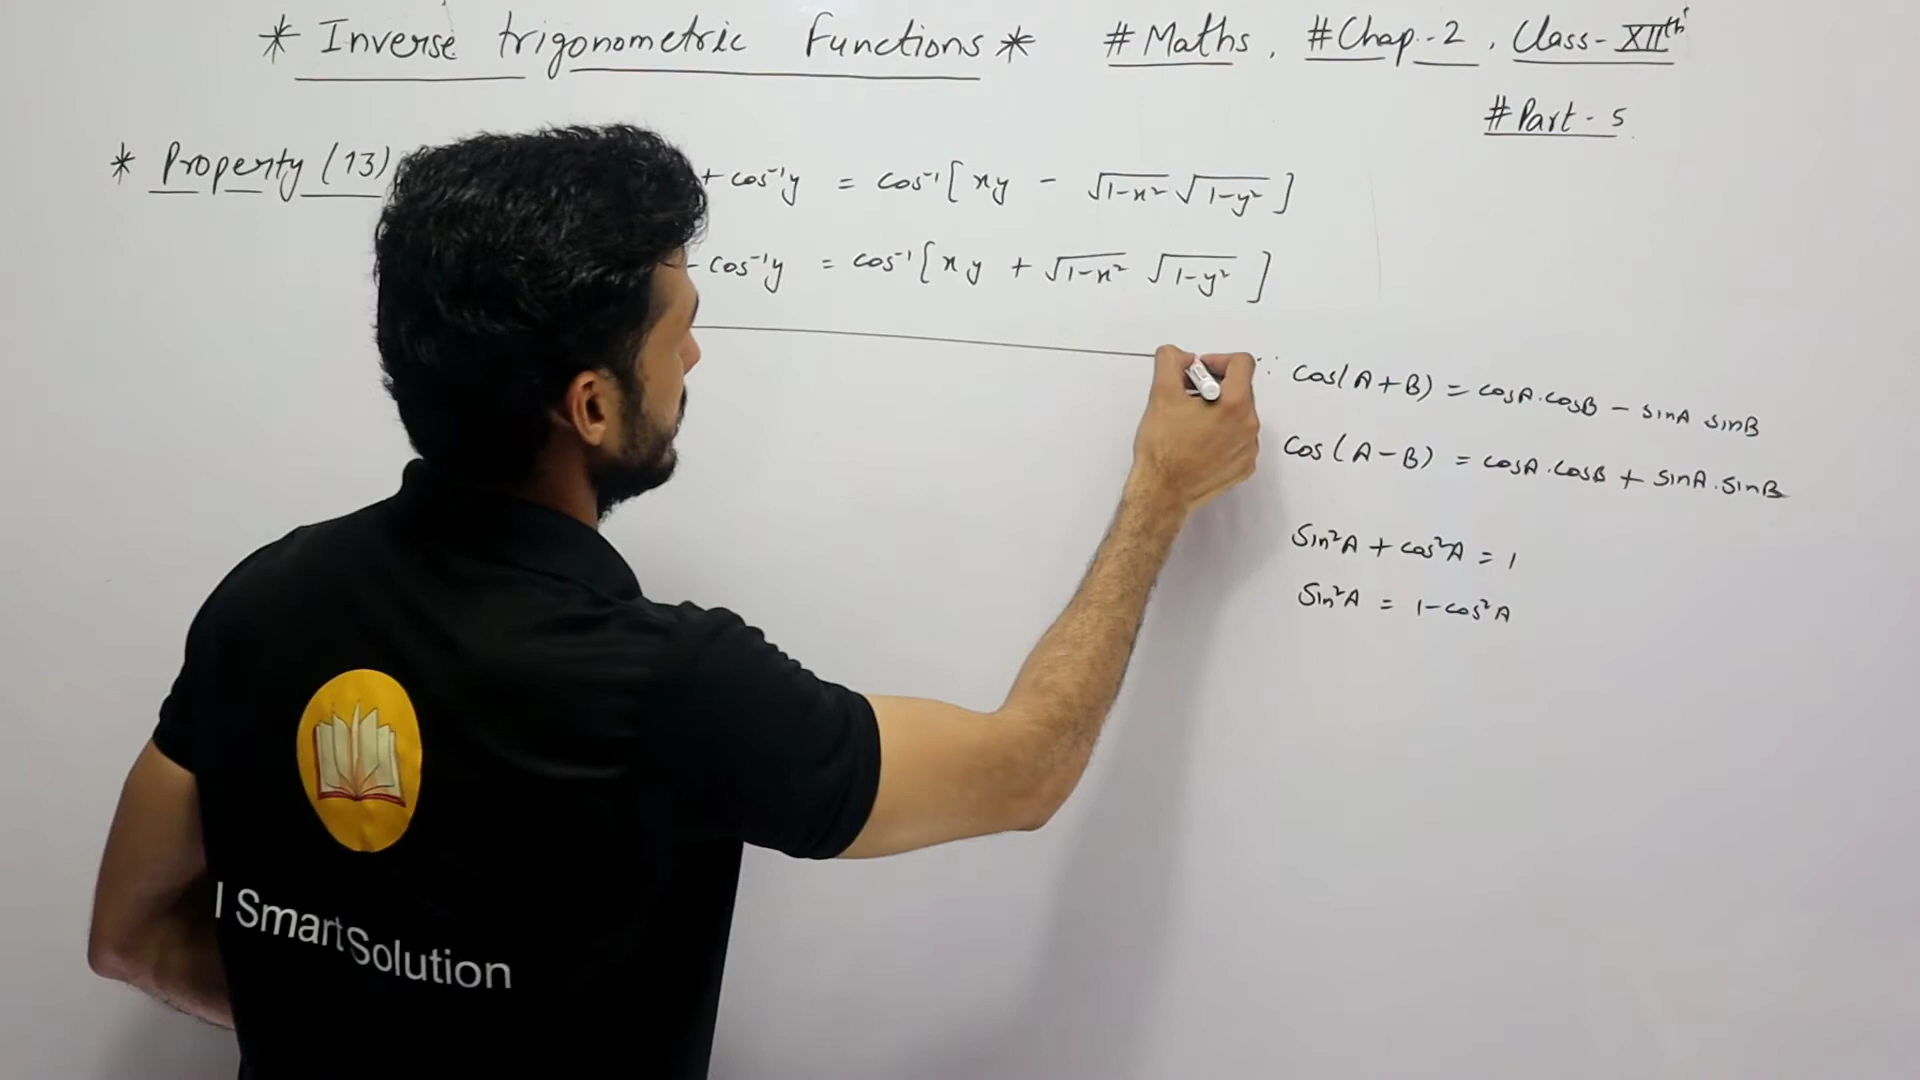 * Inverse trigonometric Functions * # Maths , # Chap.-2 , Class-XIIth
# Part - 5
* Property (13)
+ cos⁻¹y = cos⁻¹[ xy - √1-x² √1-y² ]
- cos⁻¹y = cos⁻¹[ xy + √1-x² √1-y² ]
∵ cos(A+B) = cosA.cosB - sinA sinB
cos(A-B) = cosA.cosB + sinA.sinB
Sin²A + cos²A = 1
Sin²A = 1-cos²A
I SmartSolution